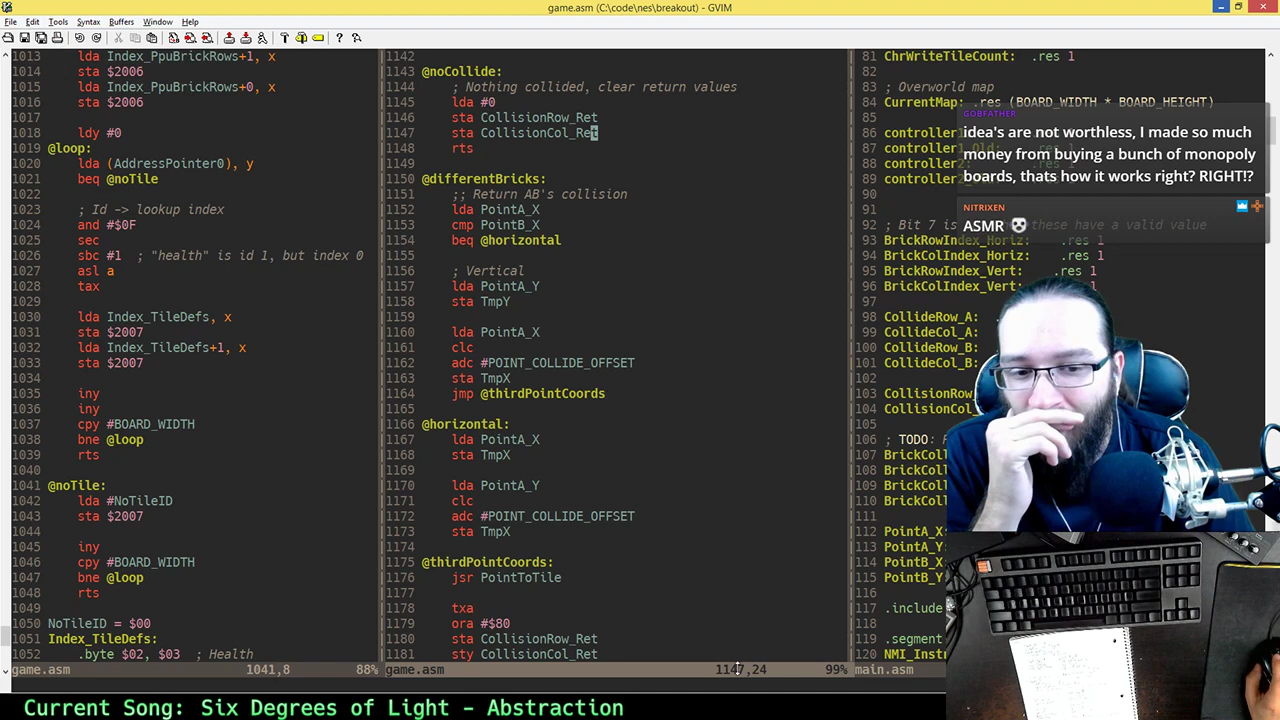 game.asm (C:\code\nes\breakout) - GVIM
File Edit Tools Syntax Buffers Window Help
1013 lda Index_PpuBrickRows+1, x
1014 sta $2006
1015 lda Index_PpuBrickRows+0, x
1016 sta $2006
1017
1018 ldy #0
1019 @loop:
1020 lda (AddressPointer0), y
1021 beq @noTile
1022
1023 ; Id -> lookup index
1024 and #$0F
1025 sec
1026 sbc #1 ; "health" is id 1, but index 0
1027 asl a
1028 tax
1029
1030 lda Index_TileDefs, x
1031 sta $2007
1032 lda Index_TileDefs+1, x
1033 sta $2007
1034
1035 iny
1036 iny
1037 cpy #BOARD_WIDTH
1038 bne @loop
1039 rts
1040
1041 @noTile:
1042 lda #NoTileID
1043 sta $2007
1044
1045 iny
1046 cpy #BOARD_WIDTH
1047 bne @loop
1048 rts
1049
1050 NoTileID = $00
1051 Index_TileDefs:
1052 .byte $02, $03 ; Health
game.asm 1041,8 88%
1142
1143 @noCollide:
1144 ; Nothing collided, clear return values
1145 lda #0
1146 sta CollisionRow_Ret
1147 sta CollisionCol_Ret
1148 rts
1149
1150 @differentBricks:
1151 ;; Return AB's collision
1152 lda PointA_X
1153 cmp PointB_X
1154 beq @horizontal
1155
1156 ; Vertical
1157 lda PointA_Y
1158 sta TmpY
1159
1160 lda PointA_X
1161 clc
1162 adc #POINT_COLLIDE_OFFSET
1163 sta TmpX
1164 jmp @thirdPointCoords
1165
1166 @horizontal:
1167 lda PointA_X
1168 sta TmpX
1169
1170 lda PointA_Y
1171 clc
1172 adc #POINT_COLLIDE_OFFSET
1173 sta TmpX
1174
1175 @thirdPointCoords:
1176 jsr PointToTile
1177
1178 txa
1179 ora #$80
1180 sta CollisionRow_Ret
1181 sty CollisionCol_Ret
game.asm 1147,24 99%
81 ChrWriteTileCount: .res 1
82
83 ; Overworld map
84 CurrentMap: .res (BOARD_WIDTH * BOARD_HEIGHT)
85
86 controller1
87 controller1_Old:
88 controller2:
89 controller2
90
91
92 ; Bit 7 is these have a valid value
93 BrickRowIndex_Horiz: .res 1
94 BrickColIndex_Horiz: .res 1
95 BrickRowIndex_Vert: .res 1
96 BrickColIndex_Vert: 1
97
98 CollideRow_A:
99 CollideCol_A:
100 CollideRow_B:
101 CollideCol_B:
102
103 CollisionRow
104 Collision
105
106 ; TODO:
107 BrickCol
108 BrickCol
109 BrickCol
110 BrickCol
111
112 PointA_X
113 PointA_Y
114 PointB_X
115 PointB_Y
116
117 .include
118
119 .segment
120 NMI_Instr
main.asm
GOBFATHER
idea's are not worthless, I made so much
money from buying a bunch of monopoly
boards, thats how it works right? RIGHT!?
NITRIXEN
ASMR
Current Song: Six Degrees of Light - Abstraction